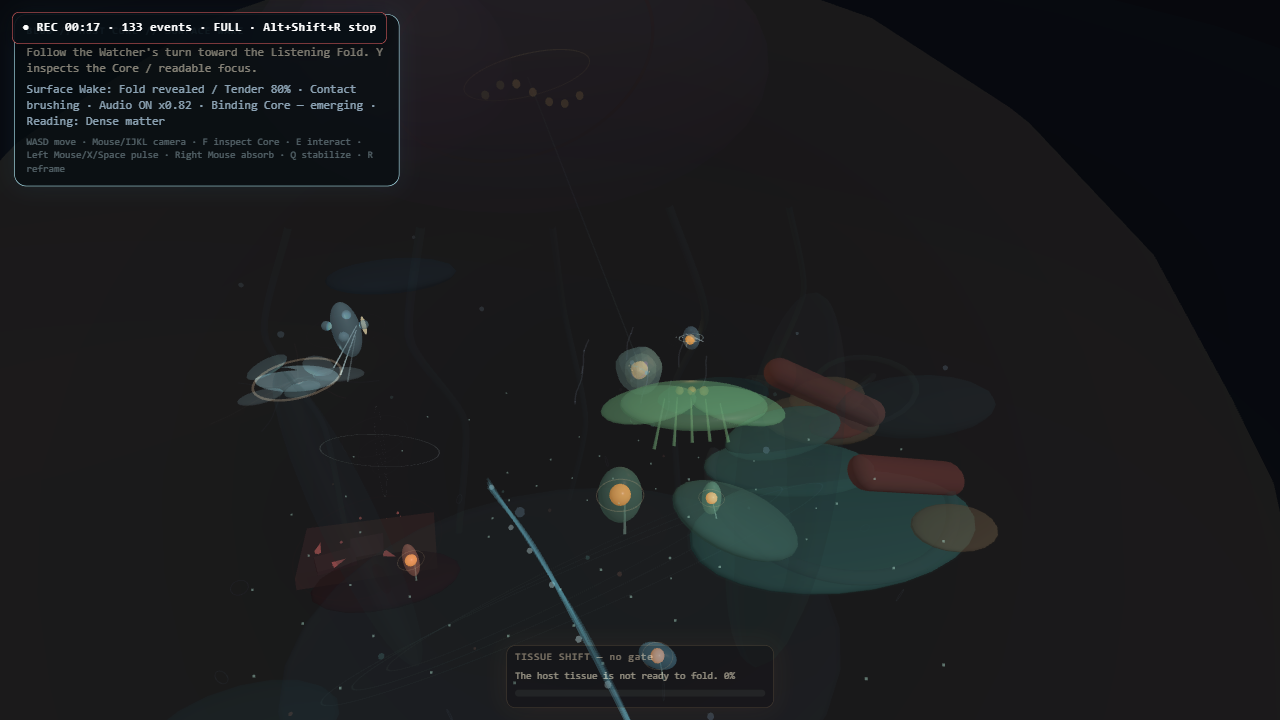 ● REC 00:17 · 133 events · FULL · Alt+Shift+R stop
Follow the Watcher's turn toward the Listening Fold. Y
inspects the Core / readable focus.
Surface Wake: Fold revealed / Tender 80% · Contact
brushing · Audio ON x0.82 · Binding Core — emerging ·
Reading: Dense matter
WASD move · Mouse/IJKL camera · F inspect Core · E interact ·
Left Mouse/X/Space pulse · Right Mouse absorb · Q stabilize · R
reframe
TISSUE SHIFT — no gate
The host tissue is not ready to fold. 0%